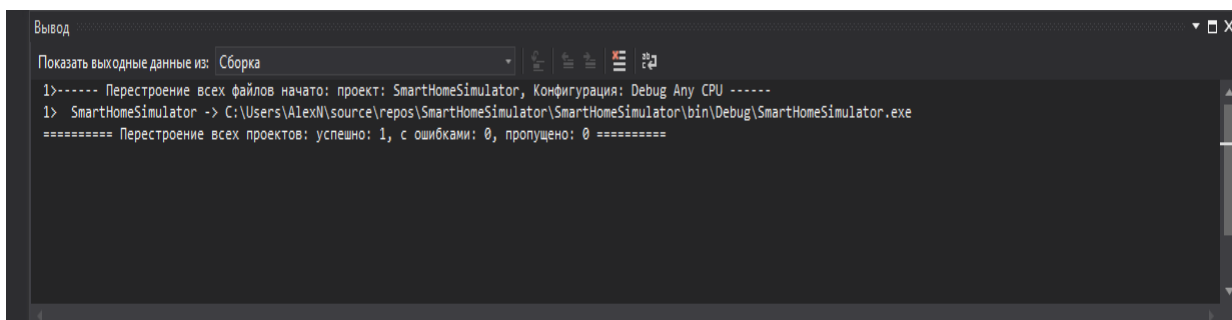 Вывод
Показать выходные данные из: Сборка
1>------ Перестроение всех файлов начато: проект: SmartHomeSimulator, Конфигурация: Debug Any CPU ------
1>  SmartHomeSimulator -> C:\Users\AlexN\source\repos\SmartHomeSimulator\SmartHomeSimulator\bin\Debug\SmartHomeSimulator.exe
========== Перестроение всех проектов: успешно: 1, с ошибками: 0, пропущено: 0 ==========